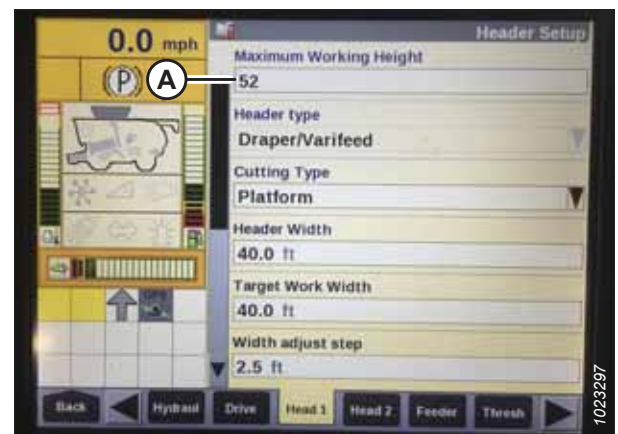 0.0 mph
Header Setup
(P)
A
Maximum Working Height
52
Header type
Draper/Varifeed
Cutting Type
Platform
Header Width
40.0 ft
Target Work Width
40.0 ft
Width adjust step
2.5 ft
Back
Hydraul
Drive
Head 1
Head 2
Feeder
Thresh
1023297